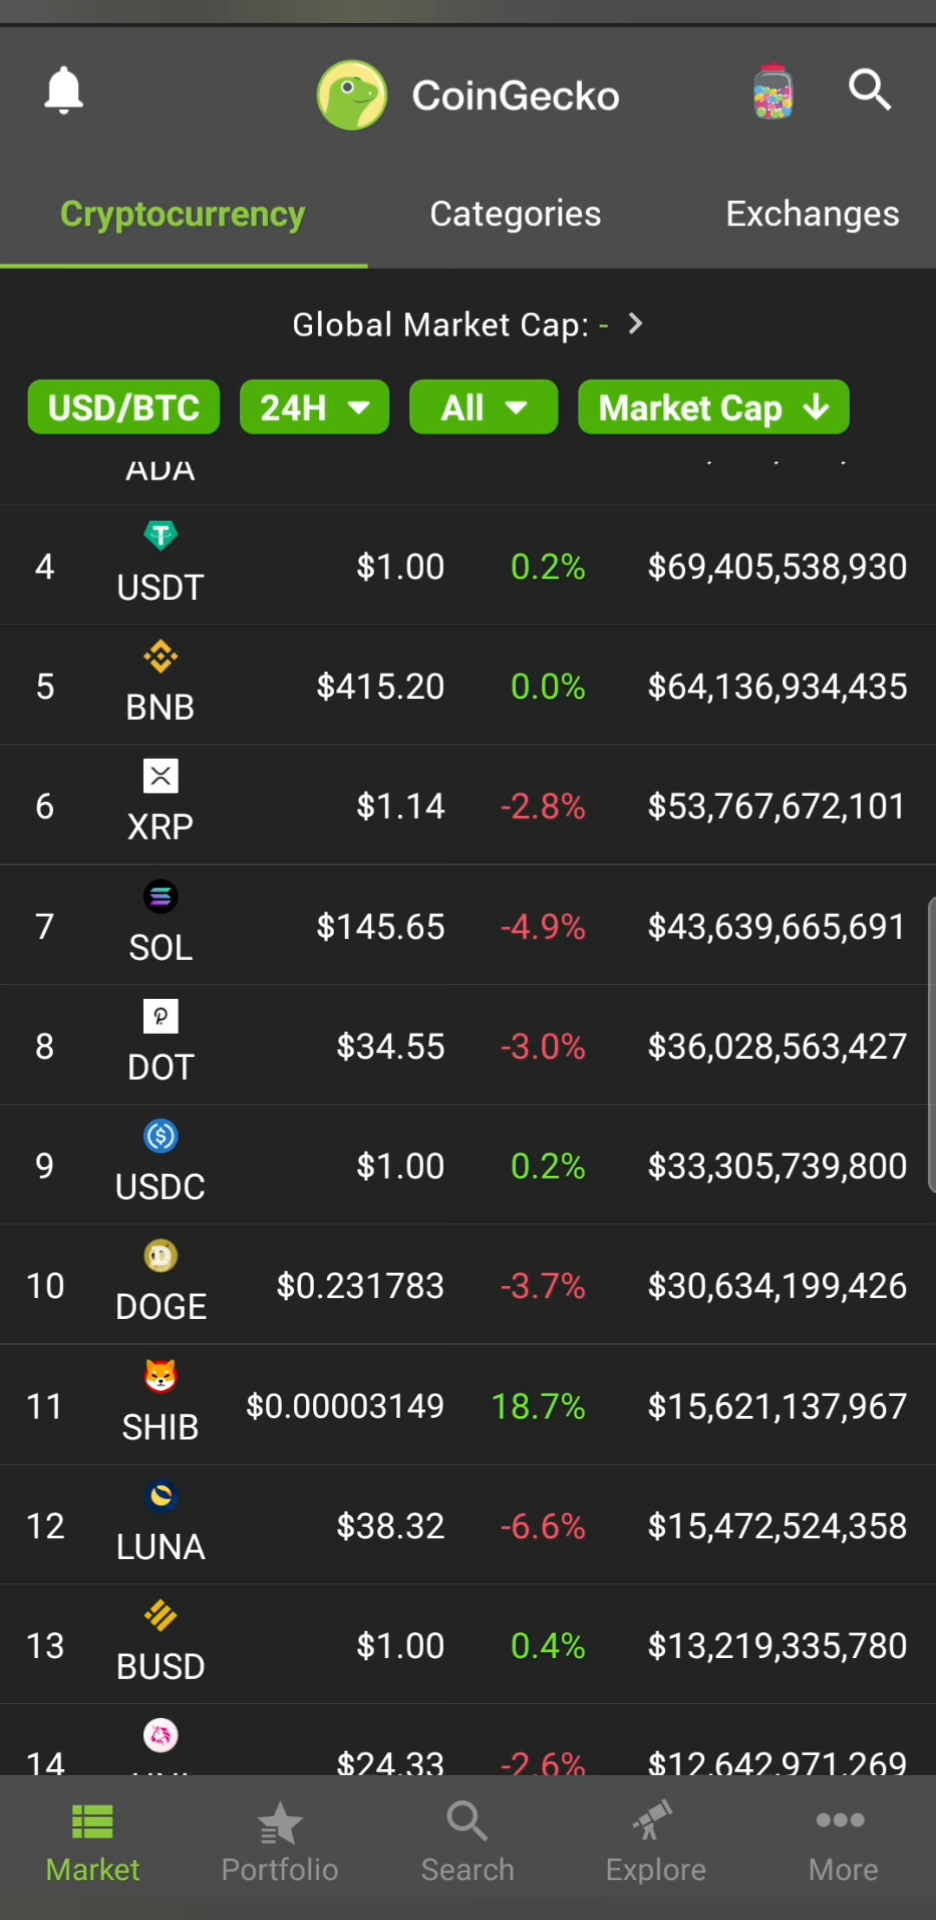 CoinGecko
Cryptocurrency Categories Exchanges
Global Market Cap: - >
USD/BTC 24H All Market Cap ↓
ADA
4 USDT $1.00 0.2% $69,405,538,930
5 BNB $415.20 0.0% $64,136,934,435
6 XRP $1.14 -2.8% $53,767,672,101
7 SOL $145.65 -4.9% $43,639,665,691
8 DOT $34.55 -3.0% $36,028,563,427
9 USDC $1.00 0.2% $33,305,739,800
10 DOGE $0.231783 -3.7% $30,634,199,426
11 SHIB $0.00003149 18.7% $15,621,137,967
12 LUNA $38.32 -6.6% $15,472,524,358
13 BUSD $1.00 0.4% $13,219,335,780
14 $24.33 -2.6% $12,642,971,269
Market Portfolio Search Explore More